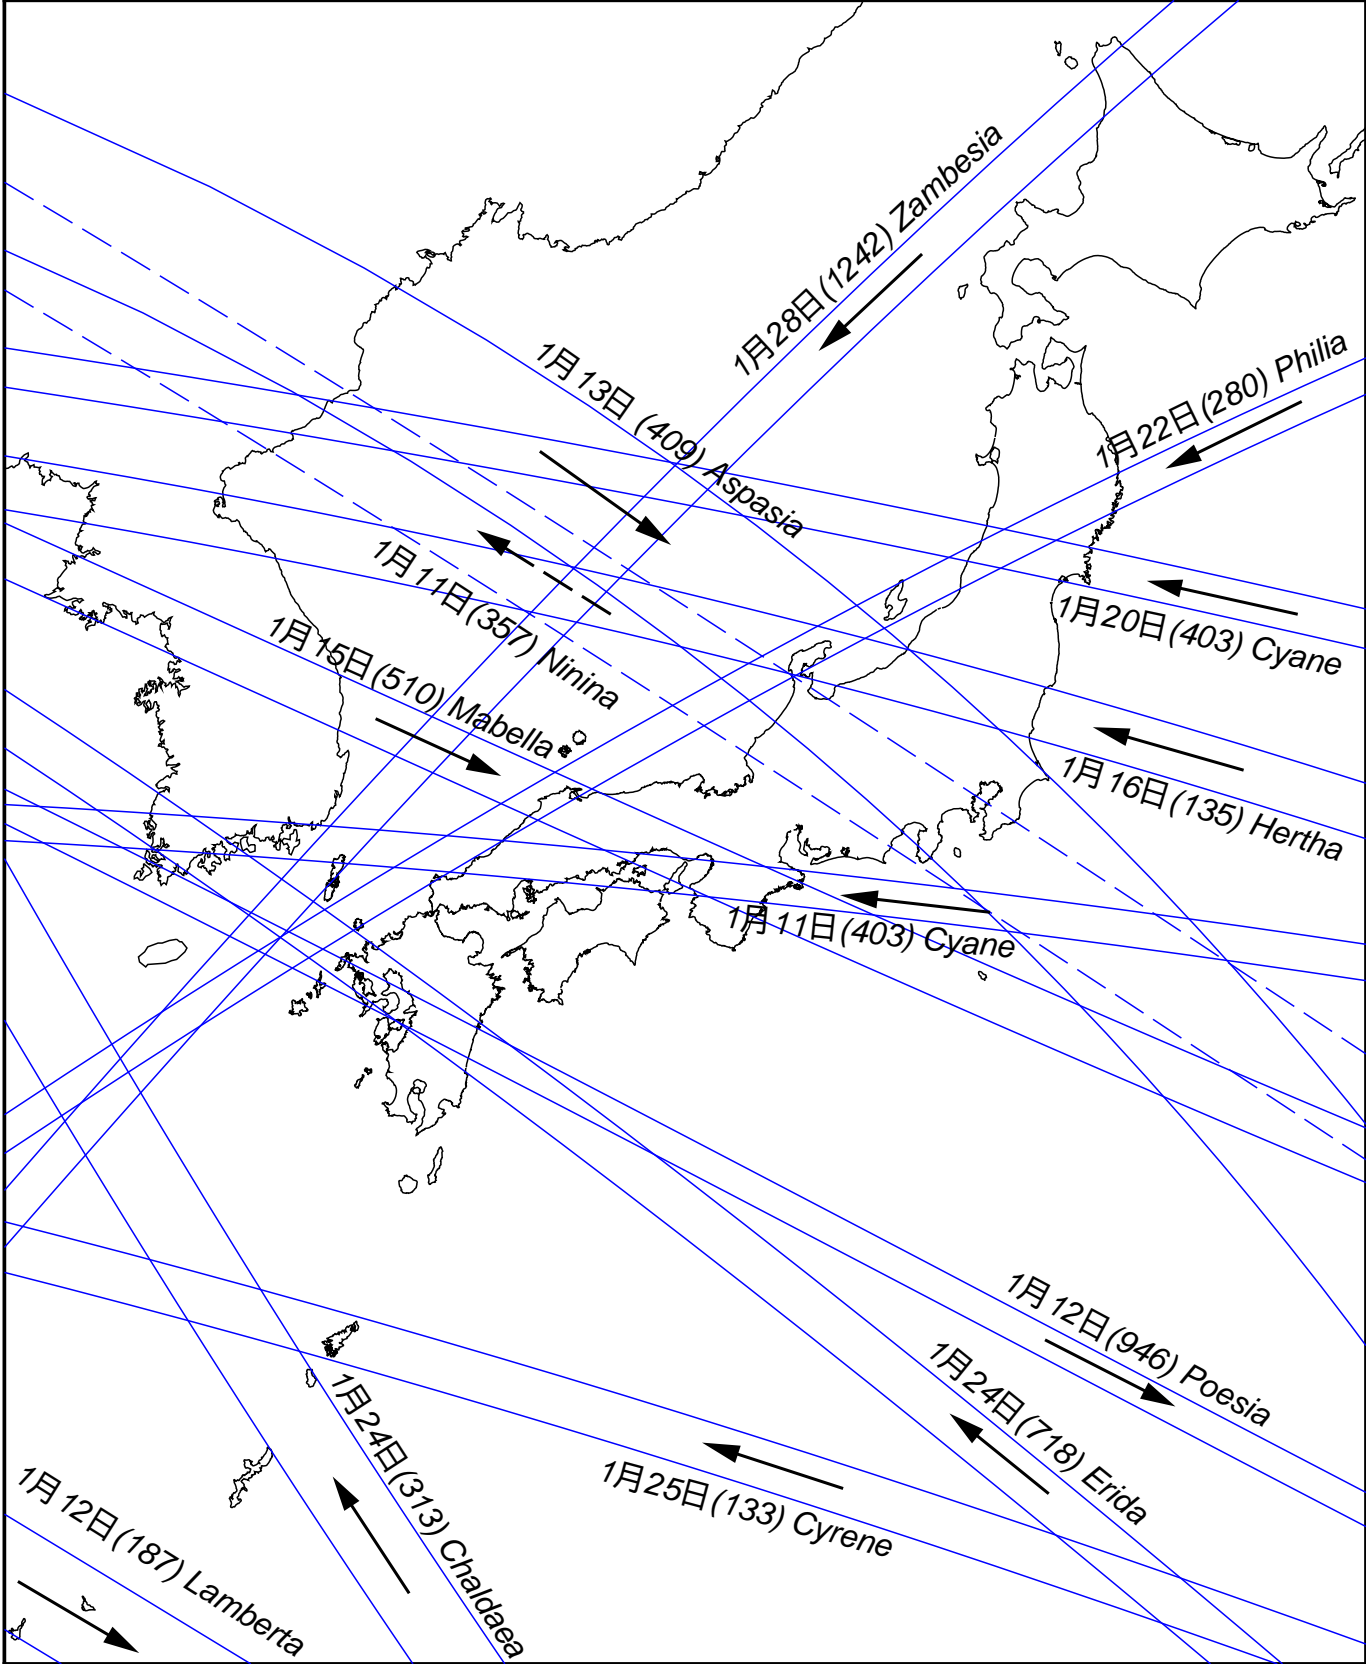 1月28日(1242) Zambesia
1月13日 (409) Aspasia
1月22日(280) Philia
1月11日(357) Ninina
1月20日(403) Cyane
1月15日(510) Mabella
1月16日(135) Hertha
1月11日(403) Cyane
1月12日(946) Poesia
1月24日(718) Erida
1月24日(313) Chaldaea
1月25日(133) Cyrene
1月12日(187) Lamberta